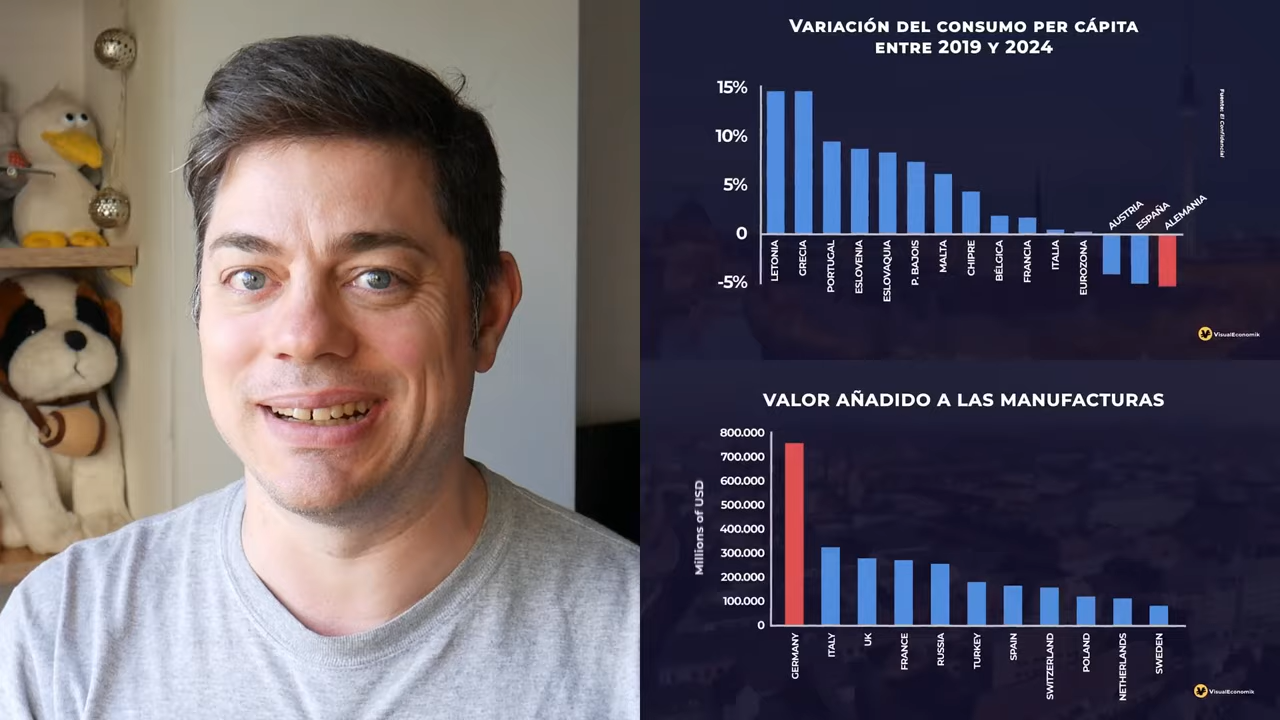 VARIACIÓN DEL CONSUMO PER CÁPITA
ENTRE 2019 Y 2024
15%
10%
5%
0
-5%
LETONIA
GRECIA
PORTUGAL
ESLOVENIA
ESLOVAQUIA
P.BAJOIS
MALTA
CHIPRE
BÉLGICA
FRANCIA
ITALIA
EUROZONA
AUSTRIA
ESPAÑA
ALEMANIA
Fuente: El Confidencial
VisualEconomik
VALOR AÑADIDO A LAS MANUFACTURAS
Millions of USD
800.000
700.000
600.000
500.000
400.000
300.000
200.000
100.000
0
GERMANY
ITALY
UK
FRANCE
RUSSIA
TURKEY
SPAIN
SWITZERLAND
POLAND
NETHERLANDS
SWEDEN
VisualEconomik